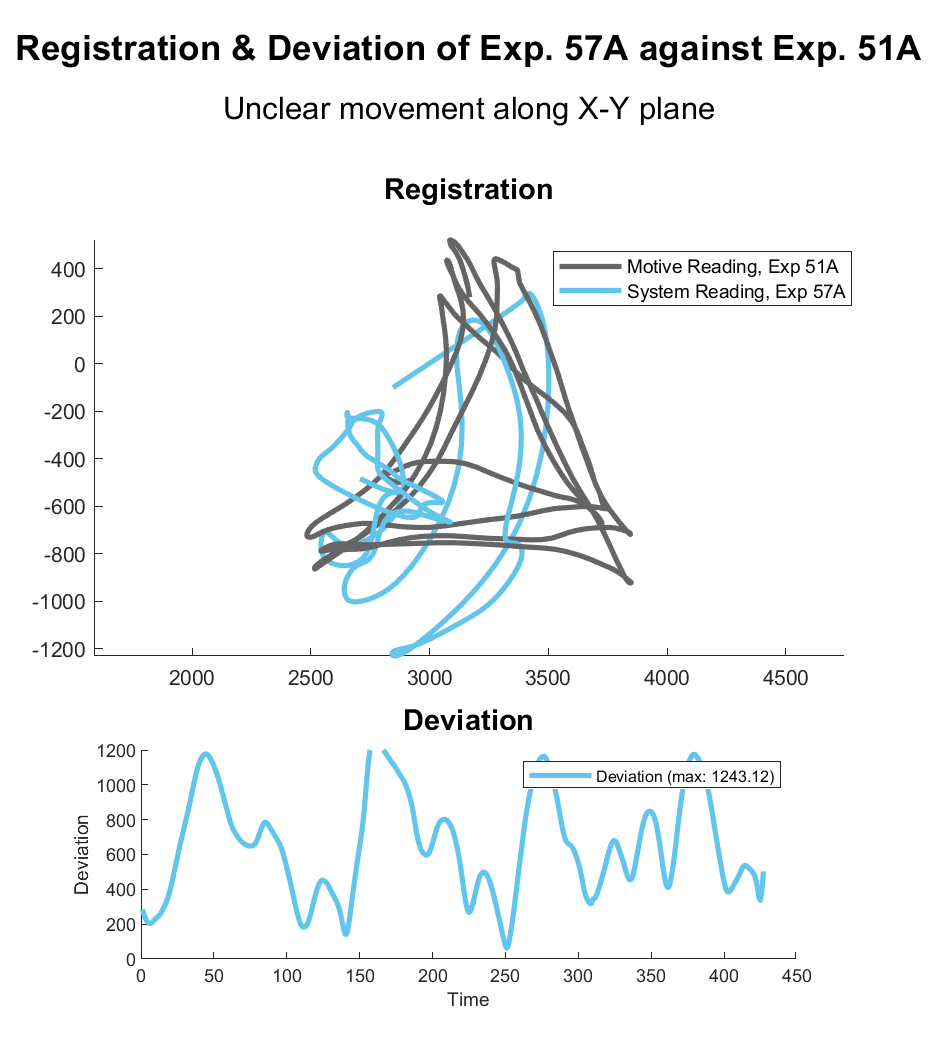 Registration & Deviation of Exp. 57A against Exp. 51A
Unclear movement along X-Y plane
Registration
400
200
0
-200
-400
-600
-800
-1000
-1200
Motive Reading, Exp 51A
System Reading, Exp 57A
2000 2500 3000 3500 4000 4500
Deviation
1200
1000
800
600
400
200
0
Deviation
Deviation (max: 1243.12)
0 50 100 150 200 250 300 350 400 450
Time